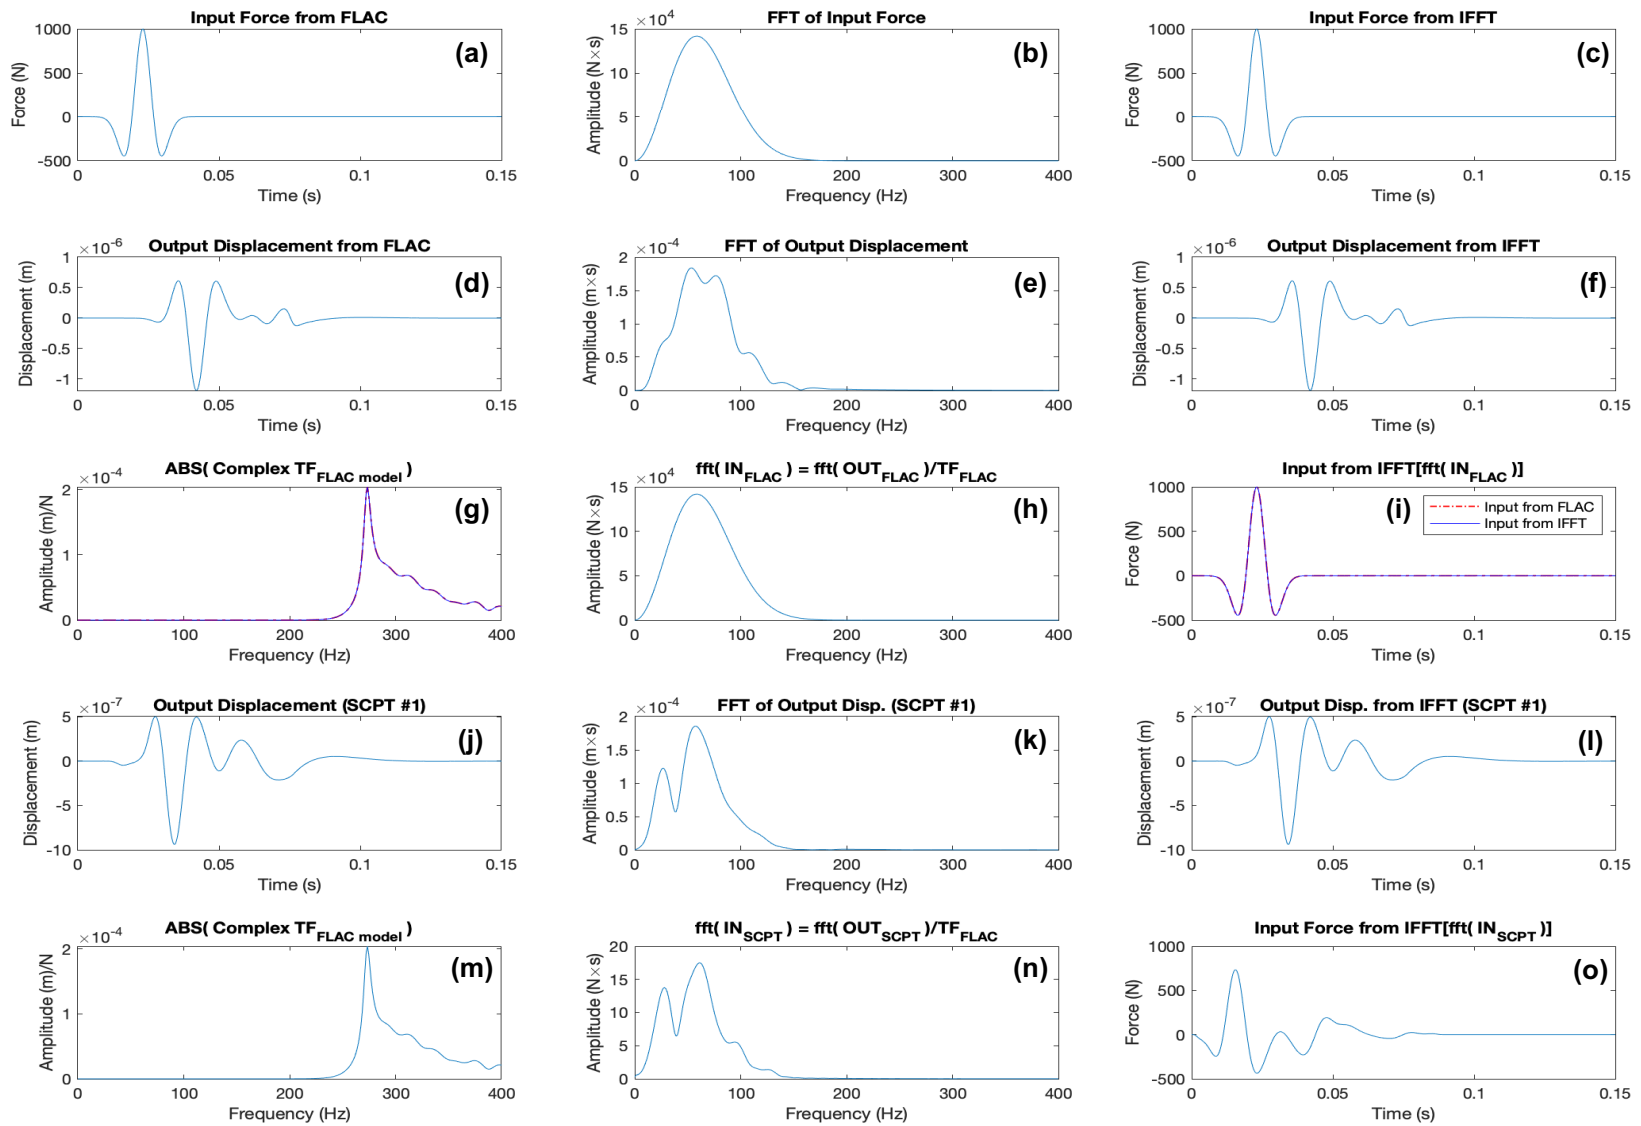 Input Force from FLAC
(a)
Force (N)
1000
500
0
-500
0
0.05
0.1
0.15
Time (s)
FFT of Input Force
(b)
×10^4
Amplitude (N×s)
15
10
5
0
0
100
200
300
400
Frequency (Hz)
Input Force from IFFT
(c)
Force (N)
1000
500
0
-500
0
0.05
0.1
0.15
Time (s)
Output Displacement from FLAC
(d)
×10^-6
Displacement (m)
1
0.5
0
-0.5
-1
0
0.05
0.1
0.15
Time (s)
FFT of Output Displacement
(e)
×10^-4
Amplitude (m×s)
2
1.5
1
0.5
0
0
100
200
300
400
Frequency (Hz)
Output Displacement from IFFT
(f)
×10^-6
Displacement (m)
1
0.5
0
-0.5
-1
0
0.05
0.1
0.15
Time (s)
ABS( Complex TF_FLAC model )
(g)
×10^-4
Amplitude (m)/N
2
1
0
0
100
200
300
400
Frequency (Hz)
fft( IN_FLAC ) = fft( OUT_FLAC )/TF_FLAC
(h)
×10^4
Amplitude (N×s)
15
10
5
0
0
100
200
300
400
Frequency (Hz)
Input from IFFT[fft( IN_FLAC )]
(i)
Input from FLAC
Input from IFFT
Force (N)
1000
500
0
-500
0
0.05
0.1
0.15
Time (s)
Output Displacement (SCPT #1)
(j)
×10^-7
Displacement (m)
5
0
-5
-10
0
0.05
0.1
0.15
Time (s)
FFT of Output Disp. (SCPT #1)
(k)
×10^-4
Amplitude (m×s)
2
1.5
1
0.5
0
0
100
200
300
400
Frequency (Hz)
Output Disp. from IFFT (SCPT #1)
(l)
×10^-7
Displacement (m)
5
0
-5
-10
0
0.05
0.1
0.15
Time (s)
ABS( Complex TF_FLAC model )
(m)
×10^-4
Amplitude (m)/N
2
1
0
0
100
200
300
400
Frequency (Hz)
fft( IN_SCPT ) = fft( OUT_SCPT )/TF_FLAC
(n)
Amplitude (N×s)
20
15
10
5
0
0
100
200
300
400
Frequency (Hz)
Input Force from IFFT[fft( IN_SCPT )]
(o)
Force (N)
1000
500
0
-500
0
0.05
0.1
0.15
Time (s)